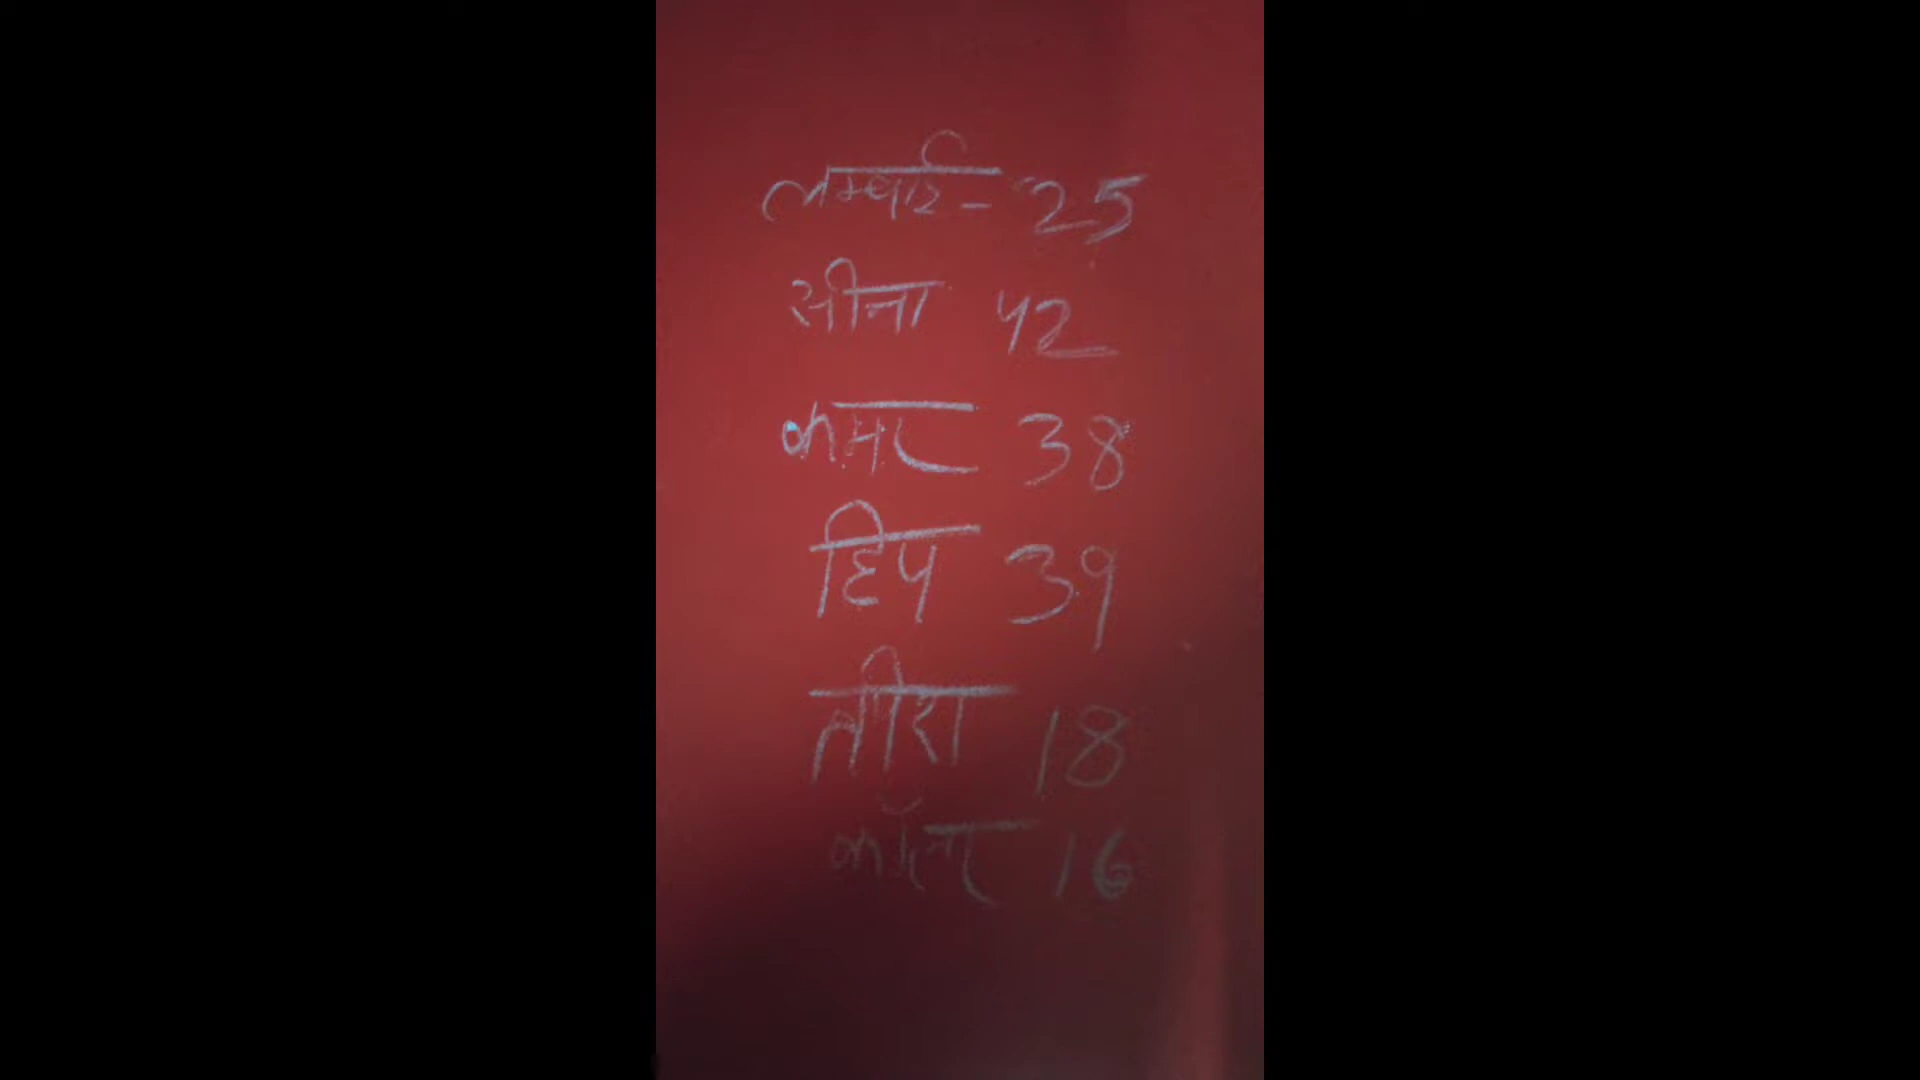 लम्बाई - 25
सीना 42
कमर 38
हिप 39
तीरा 18
कॉलर 16